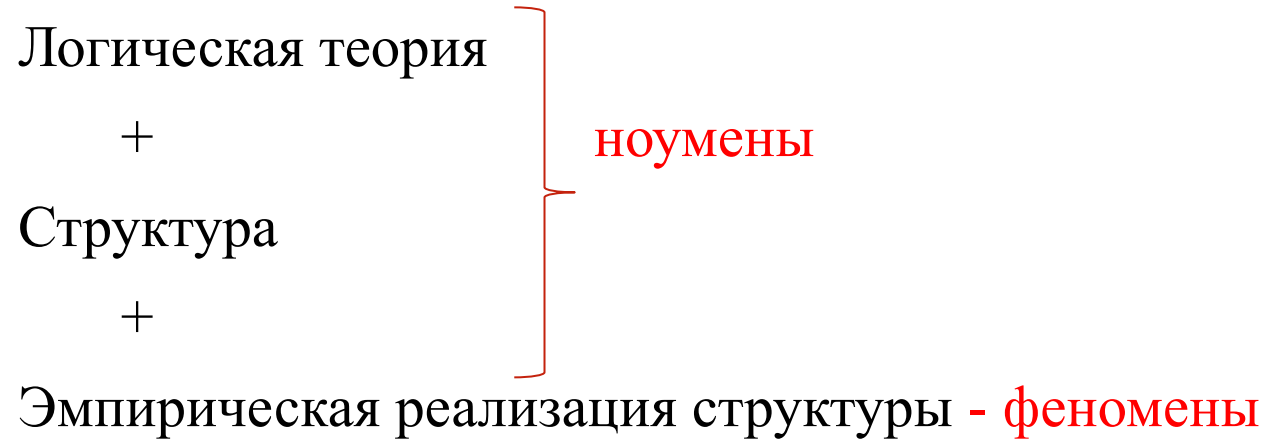 Логическая теория
+
ноумены
Структура
+
Эмпирическая реализация структуры - феномены